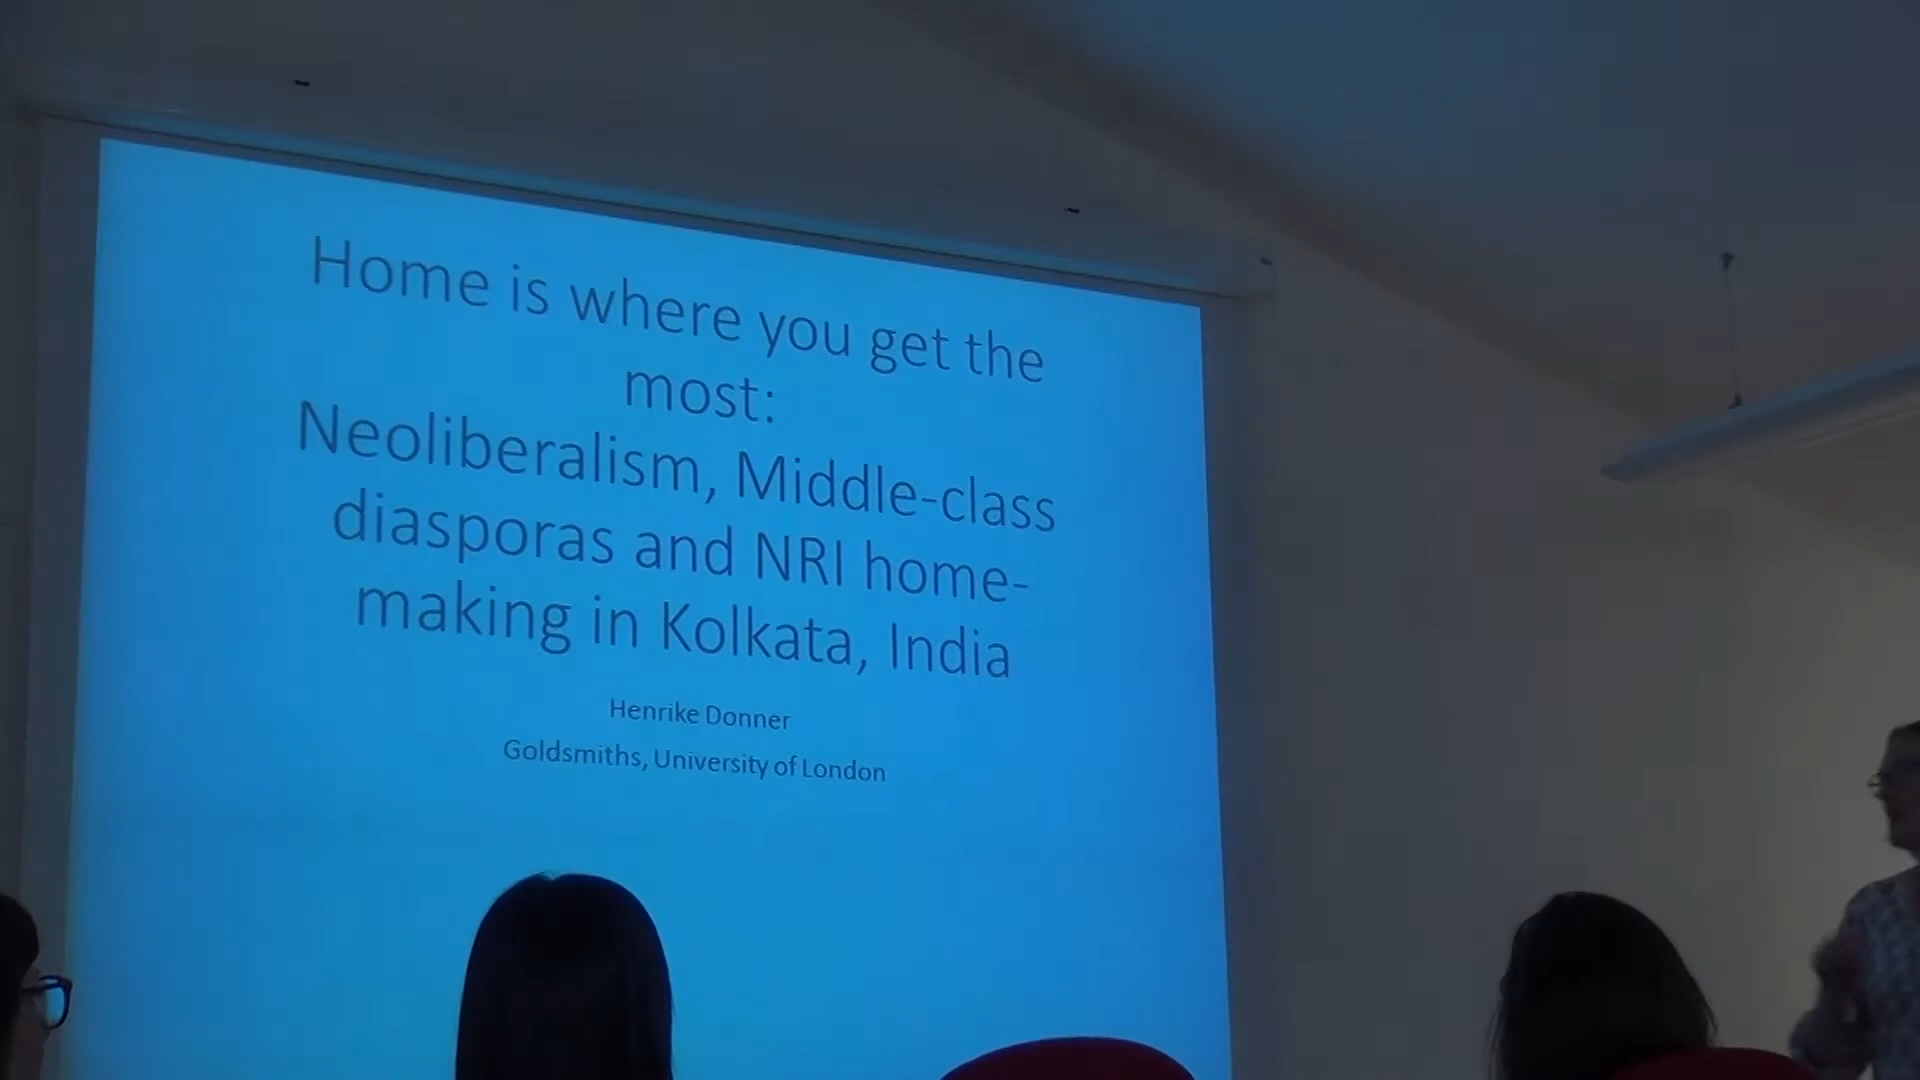 Home is where you get the
most:
Neoliberalism, Middle-class
diasporas and NRI home-
making in Kolkata, India
Henrike Donner
Goldsmiths, University of London